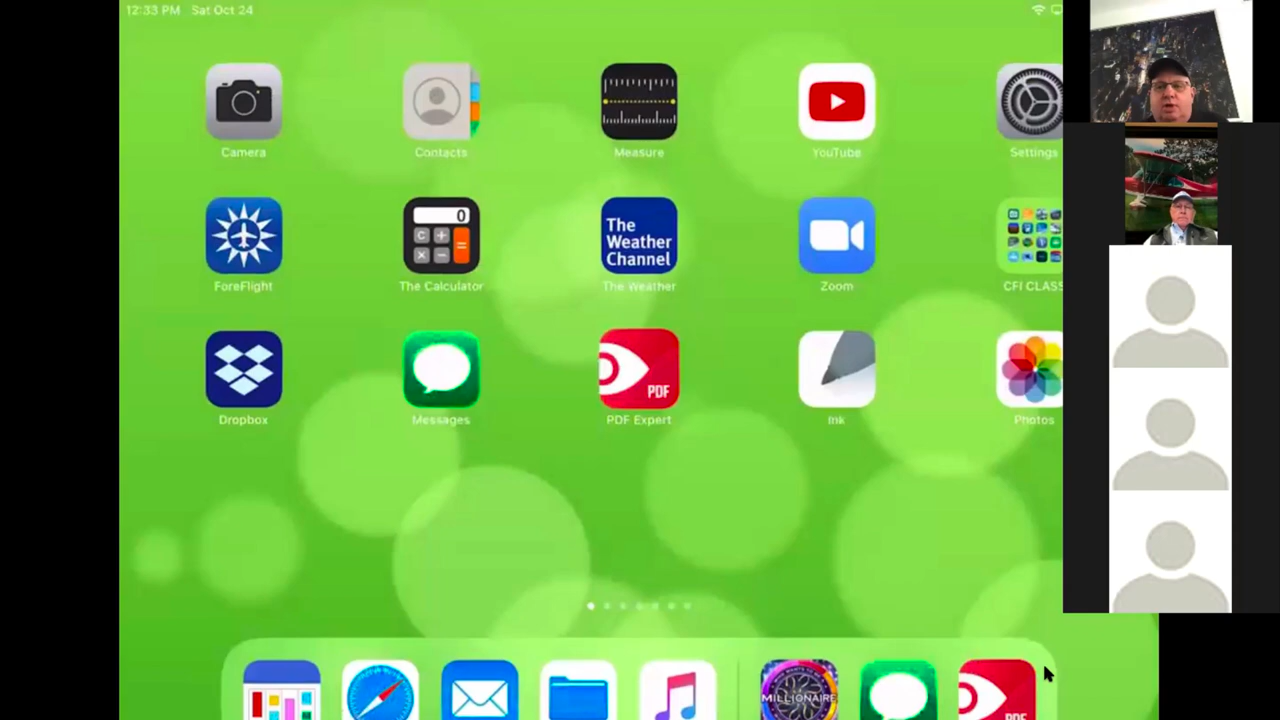 12:33 PM Sat Oct 24
Camera
Contacts
Measure
YouTube
Settings
ForeFlight
0
The Calculator
The
Weather
Channel
The Weather
Zoom
CFI CLASS
Dropbox
Messages
PDF
PDF Expert
Ink
Photos
MILLIONAIRE
PDF